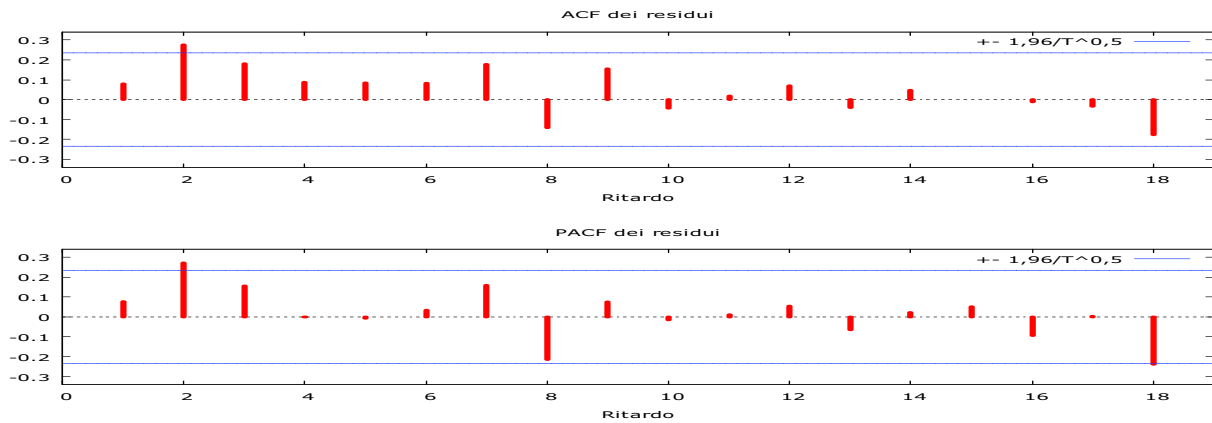 ACF dei residui
+- 1,96/T^0,5
0.3
0.2
0.1
0
-0.1
-0.2
-0.3
0 2 4 6 8 10 12 14 16 18
Ritardo
PACF dei residui
+- 1,96/T^0,5
0.3
0.2
0.1
0
-0.1
-0.2
-0.3
0 2 4 6 8 10 12 14 16 18
Ritardo